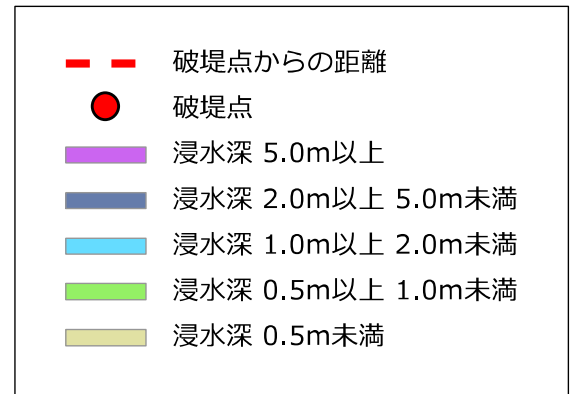 破堤点からの距離
破堤点
浸水深 5.0m以上
浸水深 2.0m以上 5.0m未満
浸水深 1.0m以上 2.0m未満
浸水深 0.5m以上 1.0m未満
浸水深 0.5m未満